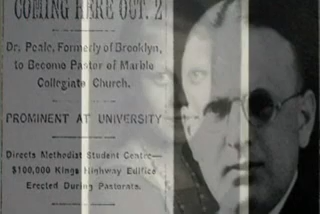 COMING HERE OCT. 2
Dr. Peale, Formerly of Brooklyn,
to Become Pastor of Marble
Collegiate Church.
PROMINENT AT UNIVERSITY
Directs Methodist Student Centre—
$100,000 Kings Highway Edifice
Erected During Pastorate.